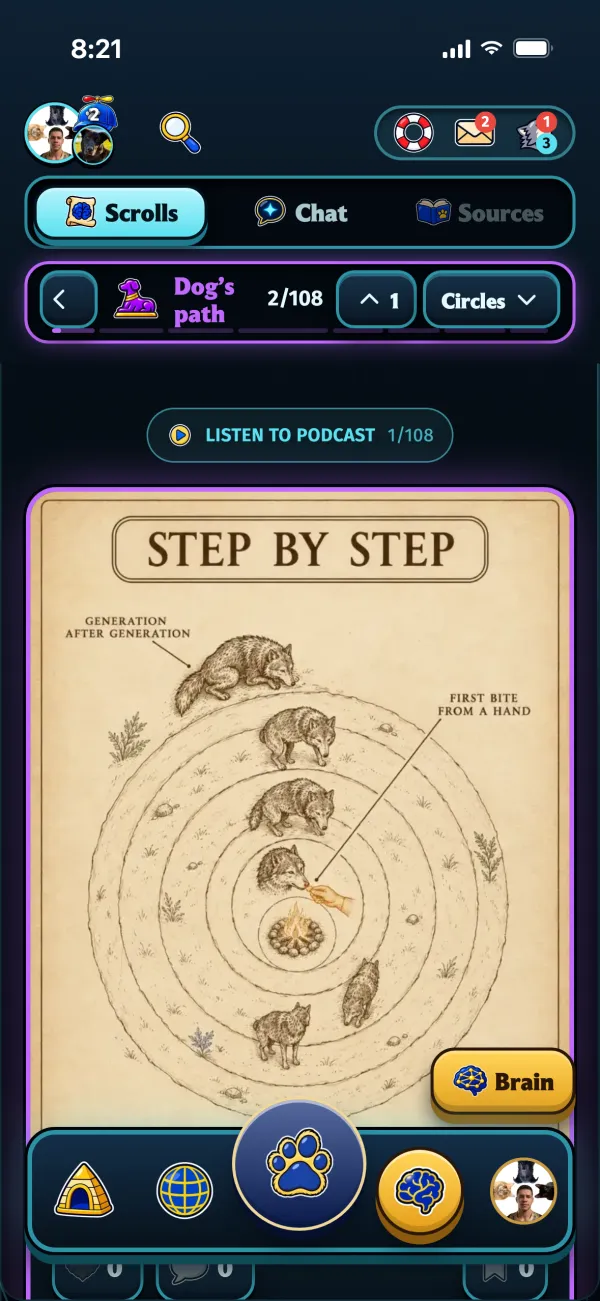 8:21
2
2
1
3
Scrolls
Chat
Sources
Dog's
path
2/108
1
Circles
LISTEN TO PODCAST 1/108
STEP BY STEP
GENERATION
AFTER GENERATION
FIRST BITE
FROM A HAND
Brain
0
0
0